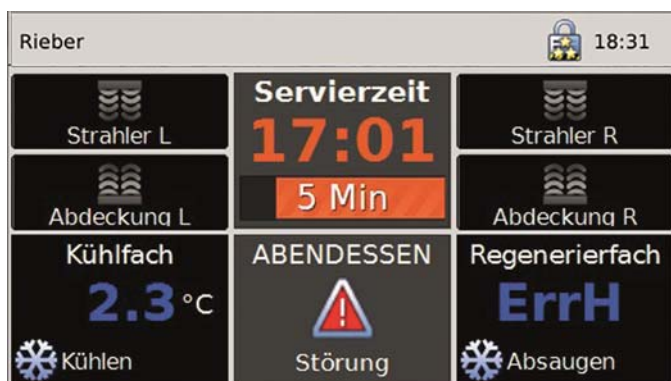 Rieber
18:31
Strahler L
Servierzeit
17:01
5 Min
Strahler R
Abdeckung L
Abdeckung R
Kühlfach
2.3 °C
Kühlen
ABENDESSEN
Störung
Regenerierfach
ErrH
Absaugen